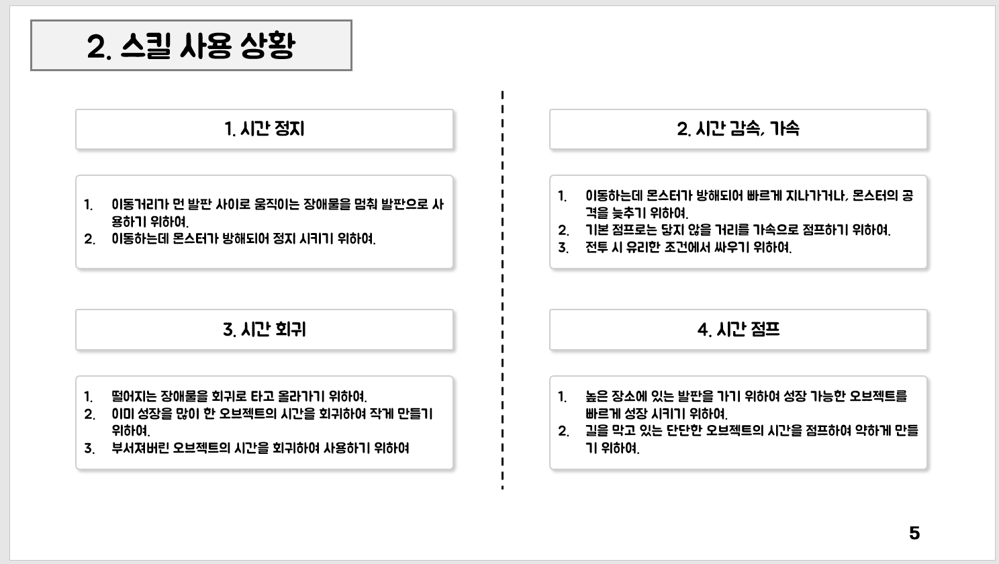 2. 스킬 사용 상황
1. 시간 정지
1. 이동거리가 먼 발판 사이로 움직이는 장애물을 멈춰 발판으로 사
용하기 위하여.
2. 이동하는데 몬스터가 방해되어 정지 시키기 위하여.
2. 시간 감속, 가속
1. 이동하는데 몬스터가 방해되어 빠르게 지나가거나, 몬스터의 공
격을 늦추기 위하여.
2. 기본 점프로는 닿지 않을 거리를 가속으로 점프하기 위하여.
3. 전투 시 유리한 조건에서 싸우기 위하여.
3. 시간 회귀
1. 떨어지는 장애물을 회귀로 타고 올라가기 위하여.
2. 이미 성장을 많이 한 오브젝트의 시간을 회귀하여 작게 만들기
위하여.
3. 부서져버린 오브젝트의 시간을 회귀하여 사용하기 위하여
4. 시간 점프
1. 높은 장소에 있는 발판을 가기 위하여 성장 가능한 오브젝트를
빠르게 성장 시키기 위하여.
2. 길을 막고 있는 단단한 오브젝트의 시간을 점프하여 약하게 만들
기 위하여.
5